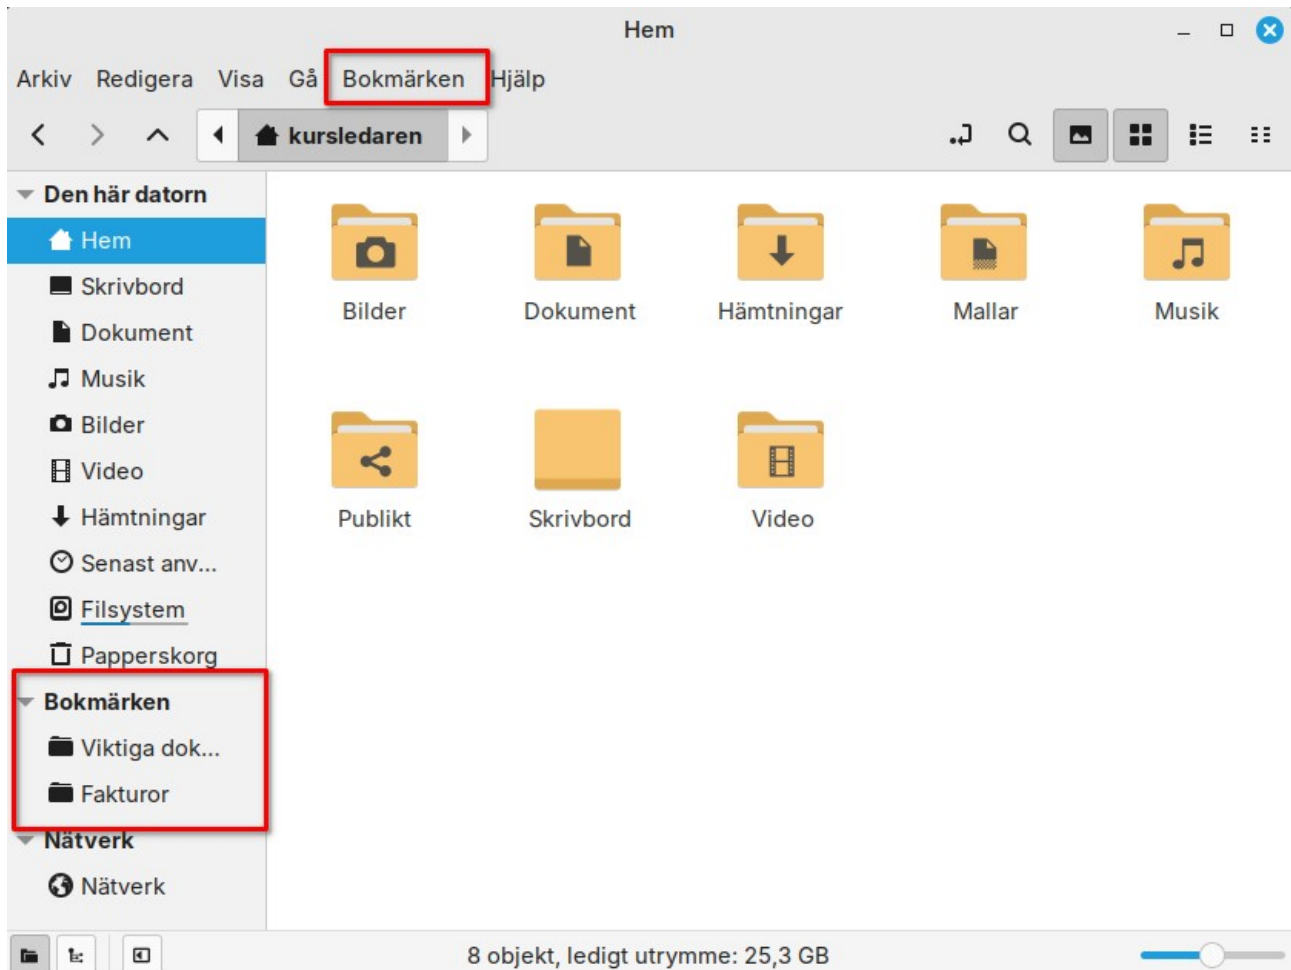 Hem
Arkiv Redigera Visa Gå Bokmärken Hjälp
kursledaren
Den här datorn
Hem
Skrivbord
Dokument
Musik
Bilder
Video
Hämtningar
Senast anv...
Filsystem
Papperskorg
Bokmärken
Viktiga dok...
Fakturor
Nätverk
Nätverk
Bilder Dokument Hämtningar Mallar Musik
Publikt Skrivbord Video
8 objekt, ledigt utrymme: 25,3 GB